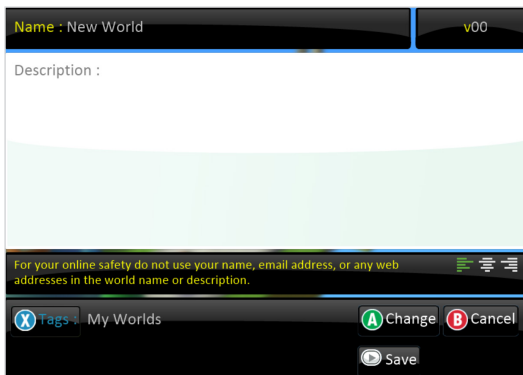 Name : New World
v00
Description :
For your online safety do not use your name, email address, or any web
addresses in the world name or description.
X Tags : My Worlds
A Change B Cancel
Save